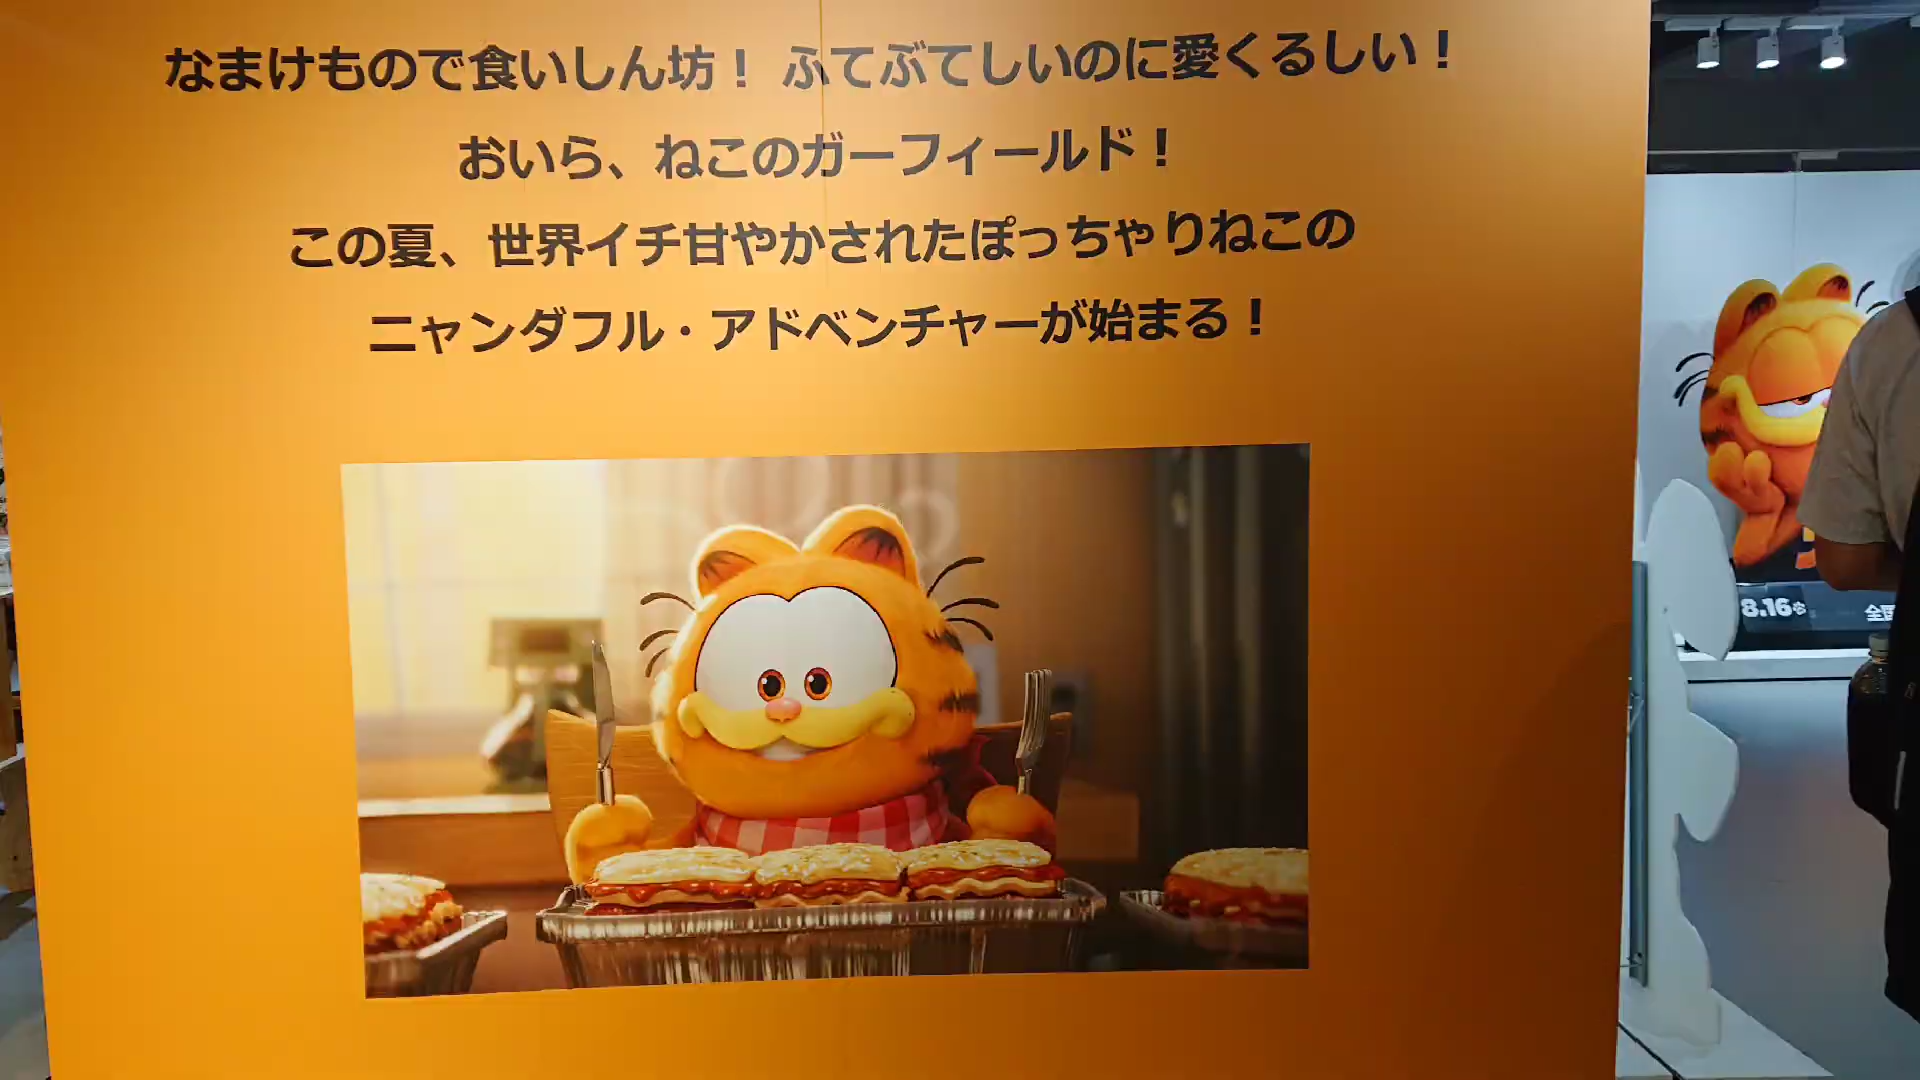 なまけもので食いしん坊！ ふてぶてしいのに愛くるしい！
おいら、ねこのガーフィールド！
この夏、世界イチ甘やかされたぽっちゃりねこの
ニャンダフル・アドベンチャーが始まる！
8.16
全国